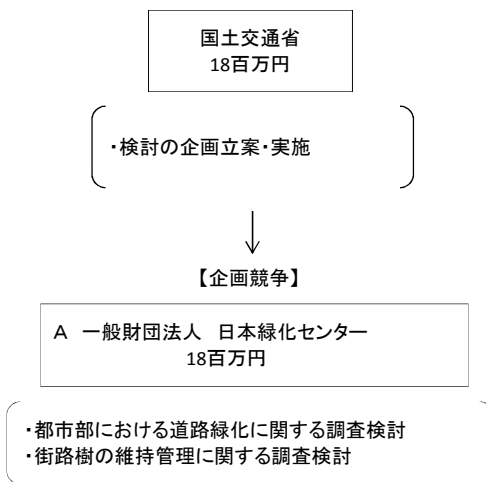 国土交通省
18百万円
・検討の企画立案・実施
【企画競争】
A 一般財団法人 日本緑化センター
18百万円
・都市部における道路緑化に関する調査検討
・街路樹の維持管理に関する調査検討